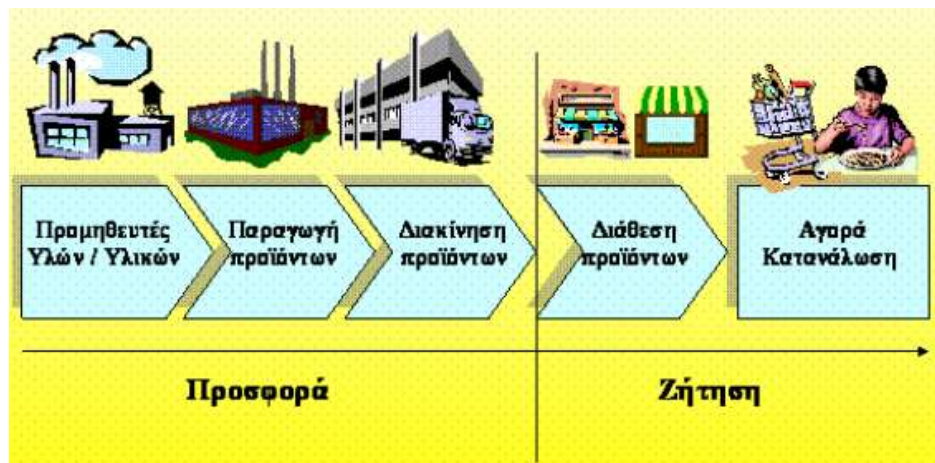 Προμηθευτές
Υλών / Υλικών
Παραγωγή
προϊόντων
Διακίνηση
προϊόντων
Διάθεση
προϊόντων
Αγορά
Κατανάλωση
Προσφορά
Ζήτηση